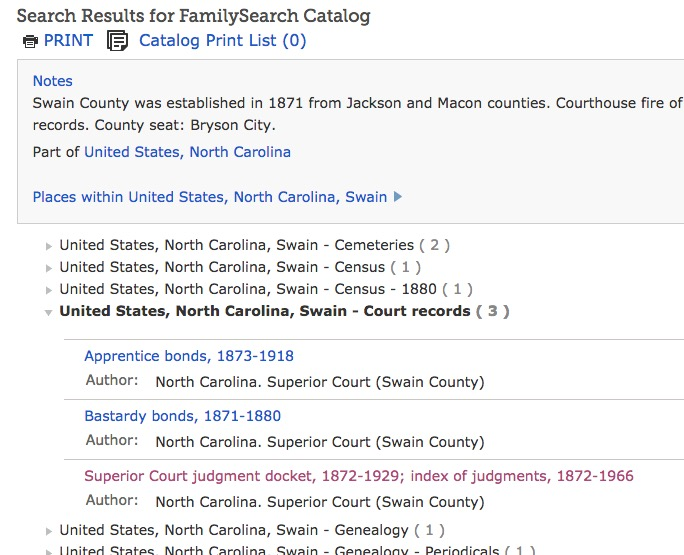 Search Results for FamilySearch Catalog
PRINT Catalog Print List (0)
Notes
Swain County was established in 1871 from Jackson and Macon counties. Courthouse fire of
records. County seat: Bryson City.
Part of United States, North Carolina
Places within United States, North Carolina, Swain
United States, North Carolina, Swain - Cemeteries ( 2 )
United States, North Carolina, Swain - Census ( 1 )
United States, North Carolina, Swain - Census - 1880 ( 1 )
United States, North Carolina, Swain - Court records ( 3 )
Apprentice bonds, 1873-1918
Author: North Carolina. Superior Court (Swain County)
Bastardy bonds, 1871-1880
Author: North Carolina. Superior Court (Swain County)
Superior Court judgment docket, 1872-1929; index of judgments, 1872-1966
Author: North Carolina. Superior Court (Swain County)
United States, North Carolina, Swain - Genealogy ( 1 )
United States, North Carolina, Swain - Genealogy - Periodicals ( 1 )